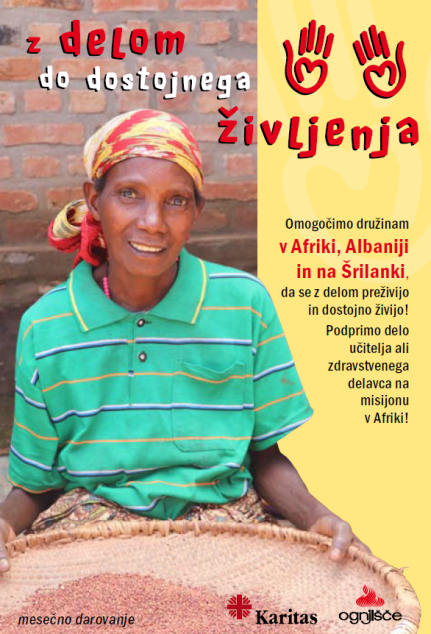 z delom
do dostojnega
življenja
Omogočimo družinam
v Afriki, Albaniji
in na Šrilanki,
da se z delom preživijo
in dostojno živijo!
Podprimo delo
učitelja ali
zdravstvenega
delavca na
misijonu
v Afriki!
mesečno darovanje
Karitas
ognjišče